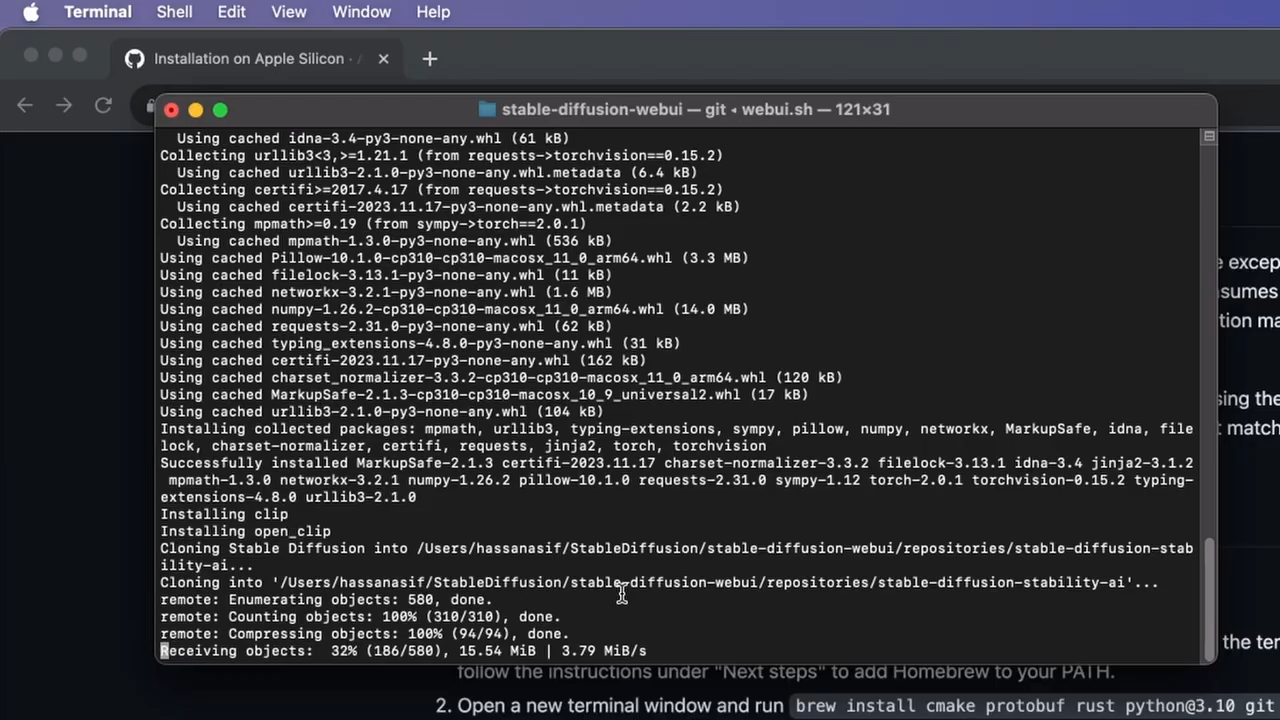 Terminal Shell Edit View Window Help
Installation on Apple Silicon ·
stable-diffusion-webui — git ◂ webui.sh — 121×31
Using cached idna-3.4-py3-none-any.whl (61 kB)
Collecting urllib3<3,>=1.21.1 (from requests->torchvision==0.15.2)
Using cached urllib3-2.1.0-py3-none-any.whl.metadata (6.4 kB)
Collecting certifi>=2017.4.17 (from requests->torchvision==0.15.2)
Using cached certifi-2023.11.17-py3-none-any.whl.metadata (2.2 kB)
Collecting mpmath>=0.19 (from sympy->torch==2.0.1)
Using cached mpmath-1.3.0-py3-none-any.whl (536 kB)
Using cached Pillow-10.1.0-cp310-cp310-macosx_11_0_arm64.whl (3.3 MB)
Using cached filelock-3.13.1-py3-none-any.whl (11 kB)
Using cached networkx-3.2.1-py3-none-any.whl (1.6 MB)
Using cached numpy-1.26.2-cp310-cp310-macosx_11_0_arm64.whl (14.0 MB)
Using cached requests-2.31.0-py3-none-any.whl (62 kB)
Using cached typing_extensions-4.8.0-py3-none-any.whl (31 kB)
Using cached certifi-2023.11.17-py3-none-any.whl (162 kB)
Using cached charset_normalizer-3.3.2-cp310-cp310-macosx_11_0_arm64.whl (120 kB)
Using cached MarkupSafe-2.1.3-cp310-cp310-macosx_10_9_universal2.whl (17 kB)
Using cached urllib3-2.1.0-py3-none-any.whl (104 kB)
Installing collected packages: mpmath, urllib3, typing-extensions, sympy, pillow, numpy, networkx, MarkupSafe, idna, file
lock, charset-normalizer, certifi, requests, jinja2, torch, torchvision
Successfully installed MarkupSafe-2.1.3 certifi-2023.11.17 charset-normalizer-3.3.2 filelock-3.13.1 idna-3.4 jinja2-3.1.2
mpmath-1.3.0 networkx-3.2.1 numpy-1.26.2 pillow-10.1.0 requests-2.31.0 sympy-1.12 torch-2.0.1 torchvision-0.15.2 typing-
extensions-4.8.0 urllib3-2.1.0
Installing clip
Installing open_clip
Cloning Stable Diffusion into /Users/hassanasif/StableDiffusion/stable-diffusion-webui/repositories/stable-diffusion-stab
ility-ai...
Cloning into '/Users/hassanasif/StableDiffusion/stable-diffusion-webui/repositories/stable-diffusion-stability-ai'...
remote: Enumerating objects: 580, done.
remote: Counting objects: 100% (310/310), done.
remote: Compressing objects: 100% (94/94), done.
Receiving objects: 32% (186/580), 15.54 MiB | 3.79 MiB/s
e excep
sumes
tion ma
sing the
t match
the ter
follow the instructions under "Next steps" to add Homebrew to your PATH.
2. Open a new terminal window and run brew install cmake protobuf rust python@3.10 git